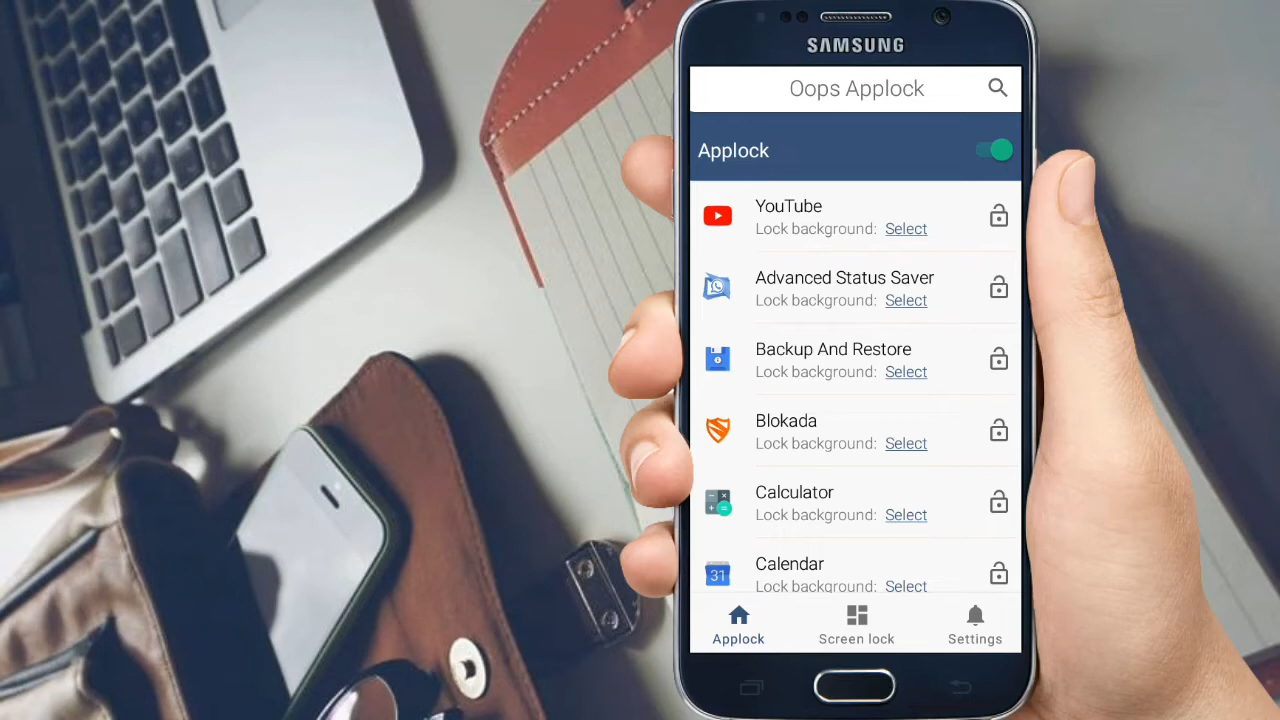 SAMSUNG
Oops Applock
Applock
YouTube
Lock background: Select
Advanced Status Saver
Lock background: Select
Backup And Restore
Lock background: Select
Blokada
Lock background: Select
Calculator
Lock background: Select
Calendar
31
Lock background: Select
Applock
Screen lock
Settings